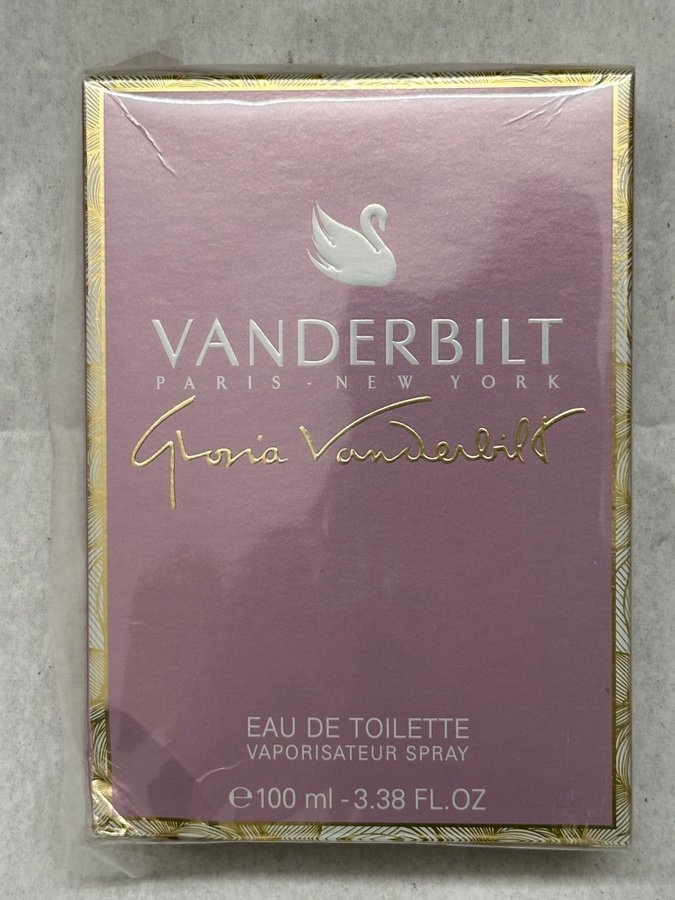 VANDERBILT
PARIS - NEW YORK
Gloria Vanderbilt
EAU DE TOILETTE
VAPORISATEUR SPRAY
℮100 ml - 3.38 FL.OZ